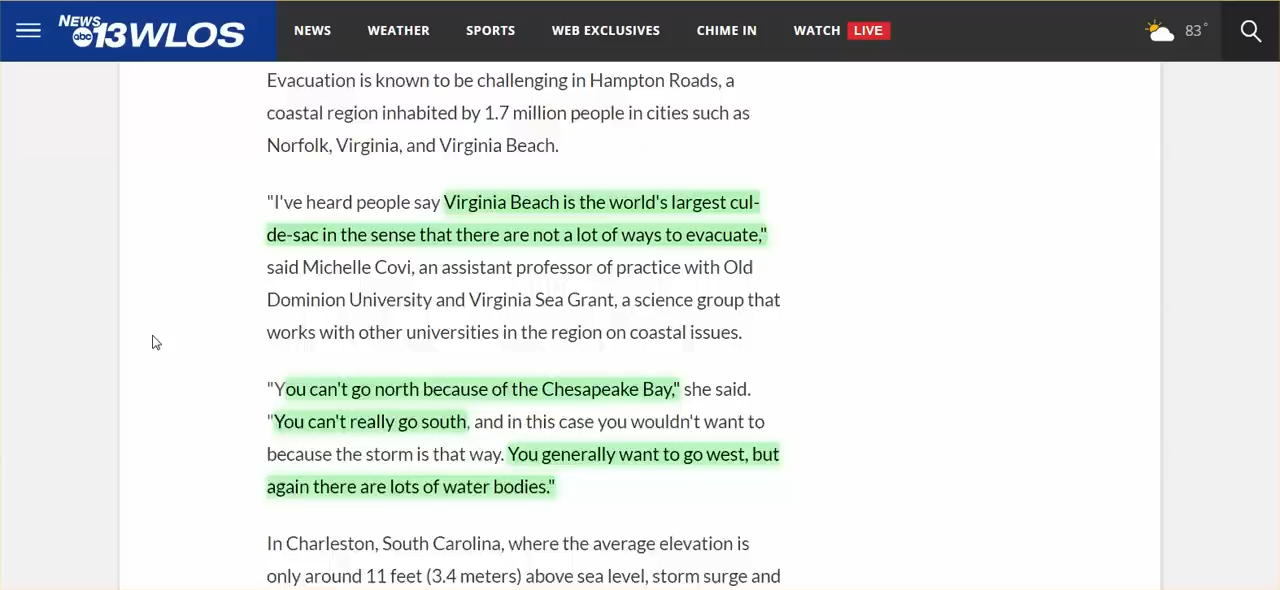 NEWS
abc 13 WLOS
NEWS WEATHER SPORTS WEB EXCLUSIVES CHIME IN WATCH LIVE 83°
Evacuation is known to be challenging in Hampton Roads, a
coastal region inhabited by 1.7 million people in cities such as
Norfolk, Virginia, and Virginia Beach.
"I've heard people say Virginia Beach is the world's largest cul-
de-sac in the sense that there are not a lot of ways to evacuate,"
said Michelle Covi, an assistant professor of practice with Old
Dominion University and Virginia Sea Grant, a science group that
works with other universities in the region on coastal issues.
"You can't go north because of the Chesapeake Bay," she said.
"You can't really go south, and in this case you wouldn't want to
because the storm is that way. You generally want to go west, but
again there are lots of water bodies."
In Charleston, South Carolina, where the average elevation is
only around 11 feet (3.4 meters) above sea level, storm surge and